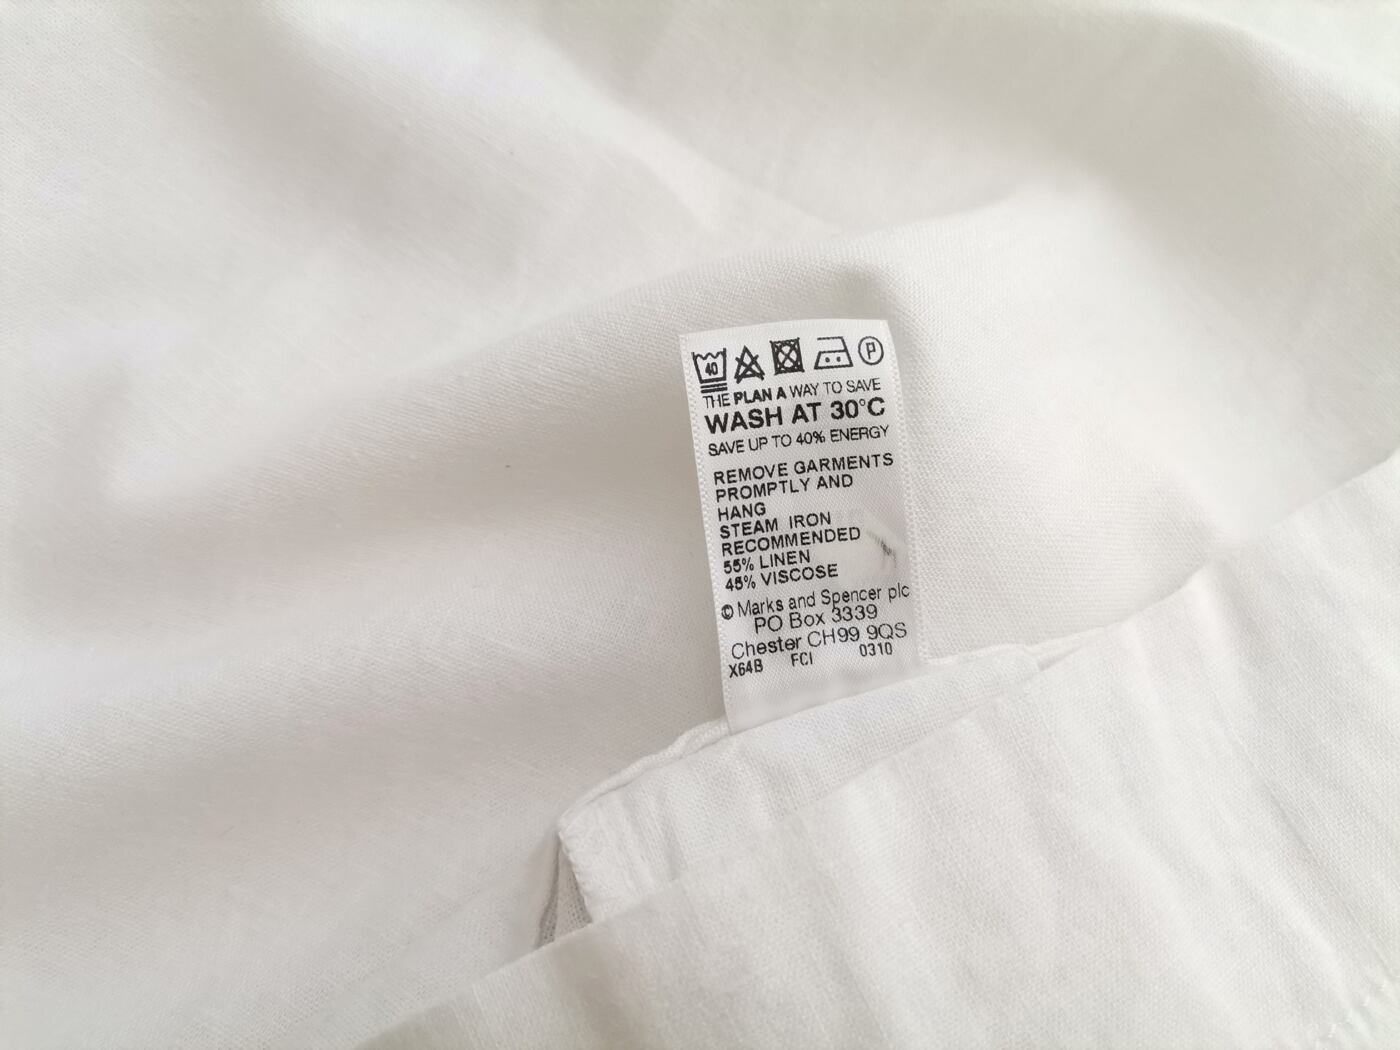 40 P
THE PLAN A WAY TO SAVE
WASH AT 30°C
SAVE UP TO 40% ENERGY
REMOVE GARMENTS
PROMPTLY AND
HANG
STEAM IRON
RECOMMENDED
55% LINEN
45% VISCOSE
© Marks and Spencer plc
PO Box 3339
Chester CH99 9QS
X64B FCI 0310